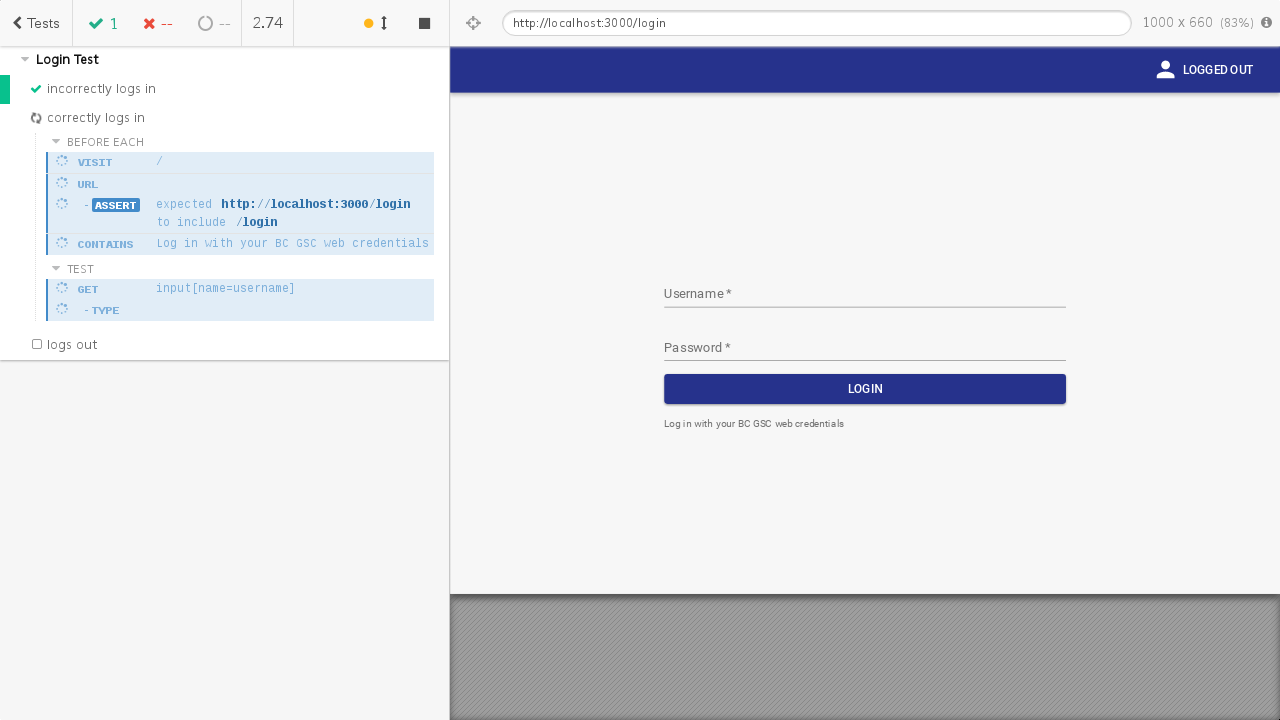 Tests 1 -- -- 2.74
http://localhost:3000/login 1000 x 660 (83%)
LOGGED OUT
Login Test
incorrectly logs in
correctly logs in
BEFORE EACH
VISIT /
URL
- ASSERT expected http://localhost:3000/login
to include /login
CONTAINS Log in with your BC GSC web credentials
TEST
GET input[name=username]
- TYPE
logs out
Username *
Password *
LOGIN
Log in with your BC GSC web credentials